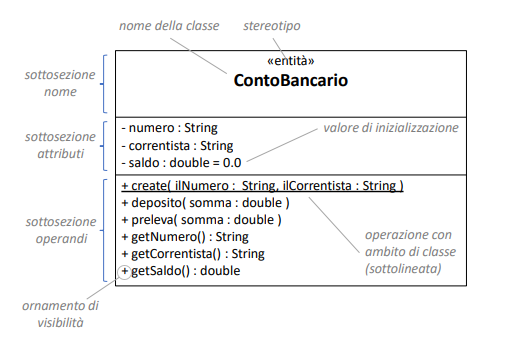 nome della classe
stereotipo
«entità»
ContoBancario
sottosezione
nome
sottosezione
attributi
- numero : String
- correntista : String
- saldo : double = 0.0
valore di inizializzazione
sottosezione
operandi
+ create( ilNumero : String, ilCorrentista : String )
+ deposito( somma : double )
+ preleva( somma : double )
+ getNumero() : String
+ getCorrentista() : String
+ getSaldo() : double
operazione con
ambito di classe
(sottolineata)
ornamento di
visibilità